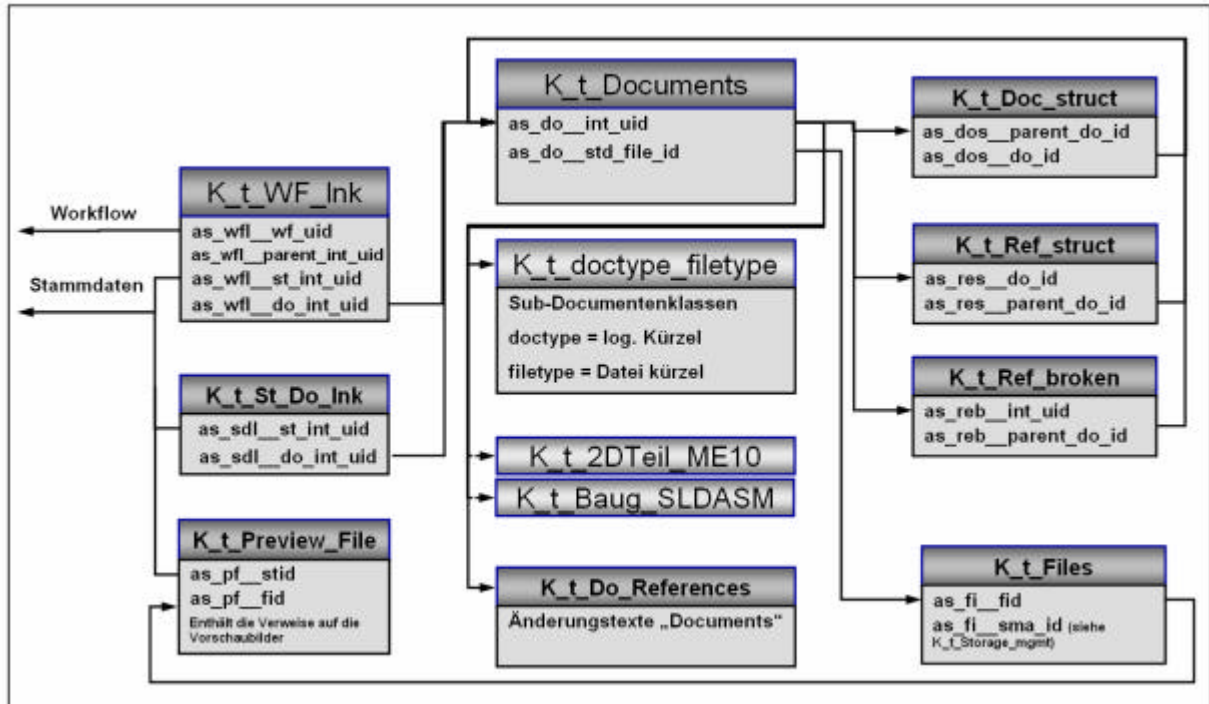 K_t_Documents
as_do__int_uid
as_do__std_file_id
K_t_Doc_struct
as_dos__parent_do_id
as_dos__do_id
K_t_WF_lnk
as_wfl__wf_uid
as_wfl__parent_int_uid
as_wfl__st_int_uid
as_wfl__do_int_uid
Workflow
Stammdaten
K_t_doctype_filetype
Sub-Documentenklassen
doctype = log. Kürzel
filetype = Datei kürzel
K_t_Ref_struct
as_res__do_id
as_res__parent_do_id
K_t_Ref_broken
as_reb__int_uid
as_reb__parent_do_id
K_t_St_Do_lnk
as_sdl__st_int_uid
as_sdl__do_int_uid
K_t_2DTeil_ME10
K_t_Baug_SLDASM
K_t_Preview_File
as_pf__stid
as_pf__fid
Enthält die Verweise auf die
Vorschaubilder
K_t_Do_References
Änderungstexte „Documents“
K_t_Files
as_fi__fid
as_fi__sma_id (siehe
K_t_Storage_mgmt)